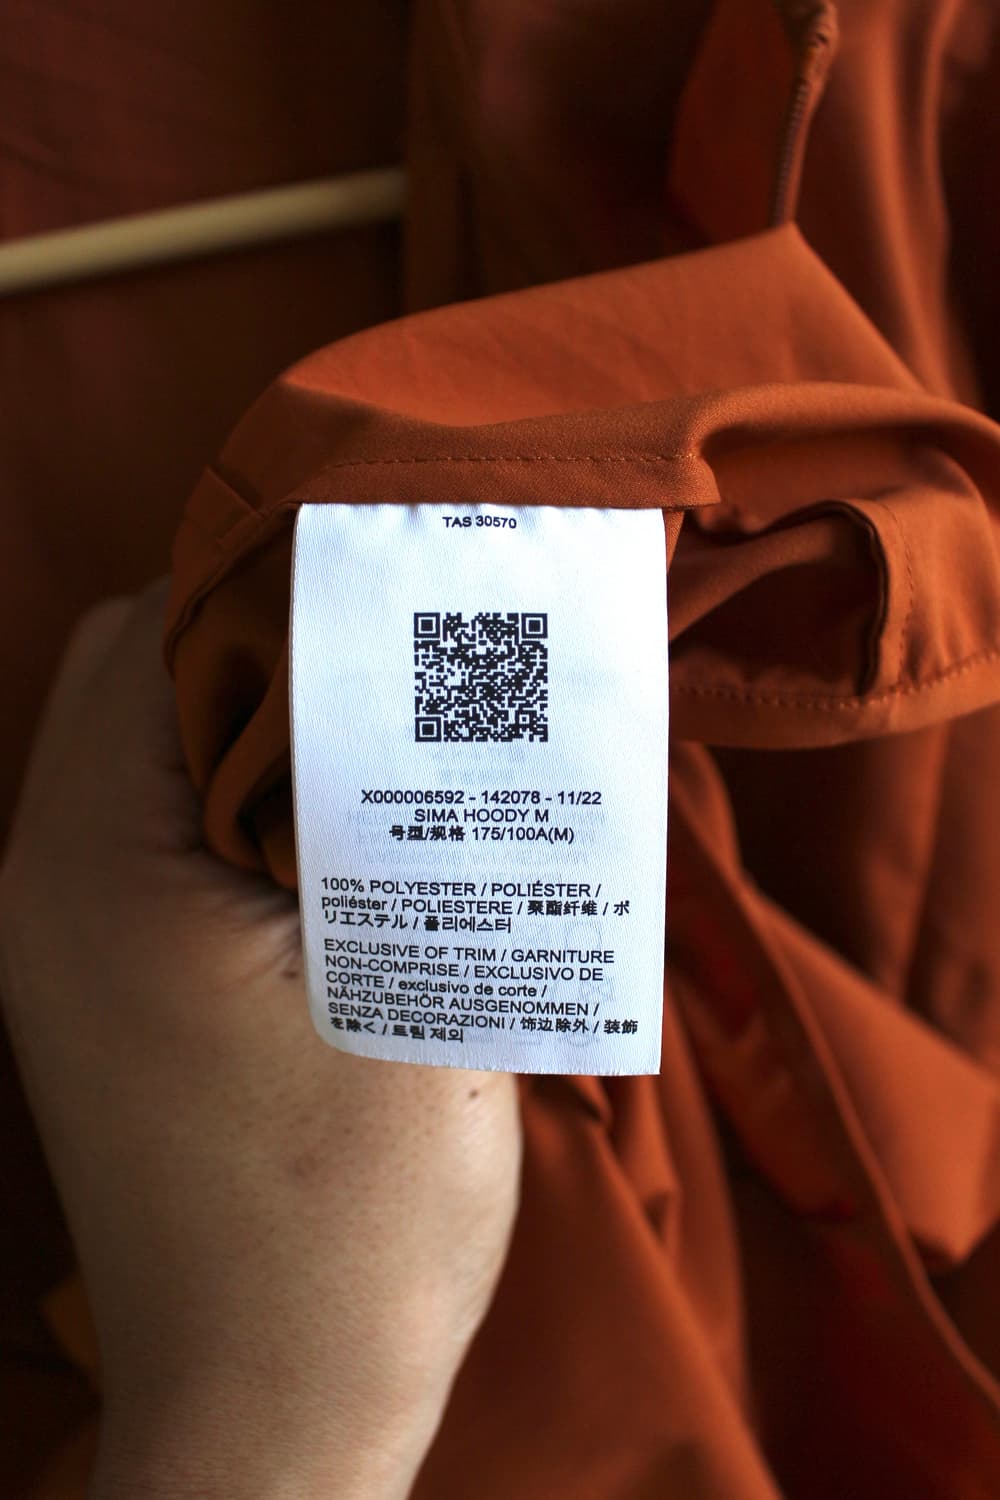 TAS 30570
X000006592 - 142078 - 11/22
SIMA HOODY M
号型/规格 175/100A(M)
100% POLYESTER / POLIÉSTER /
poliéster / POLIESTERE / 聚酯纤维 / ポ
リエステル / 폴리에스터
EXCLUSIVE OF TRIM / GARNITURE
NON-COMPRISE / EXCLUSIVO DE
CORTE / exclusivo de corte /
NÄHZUBEHÖR AUSGENOMMEN /
SENZA DECORAZIONI / 饰边除外 / 装飾
を除く / 트림 제외